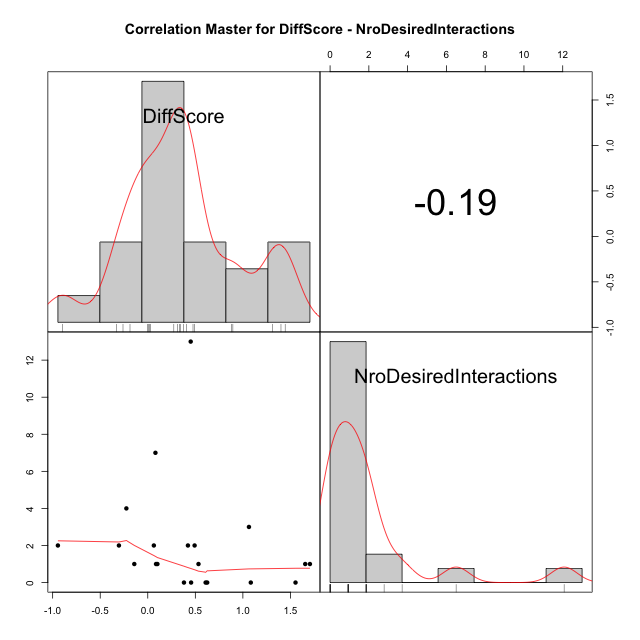 Correlation Master for DiffScore - NroDesiredInteractions
0 2 4 6 8 10 12
DiffScore
-0.19
1.5
1.0
0.5
0.0
-0.5
-1.0
NroDesiredInteractions
12
10
8
6
4
2
0
-1.0 -0.5 0.0 0.5 1.0 1.5